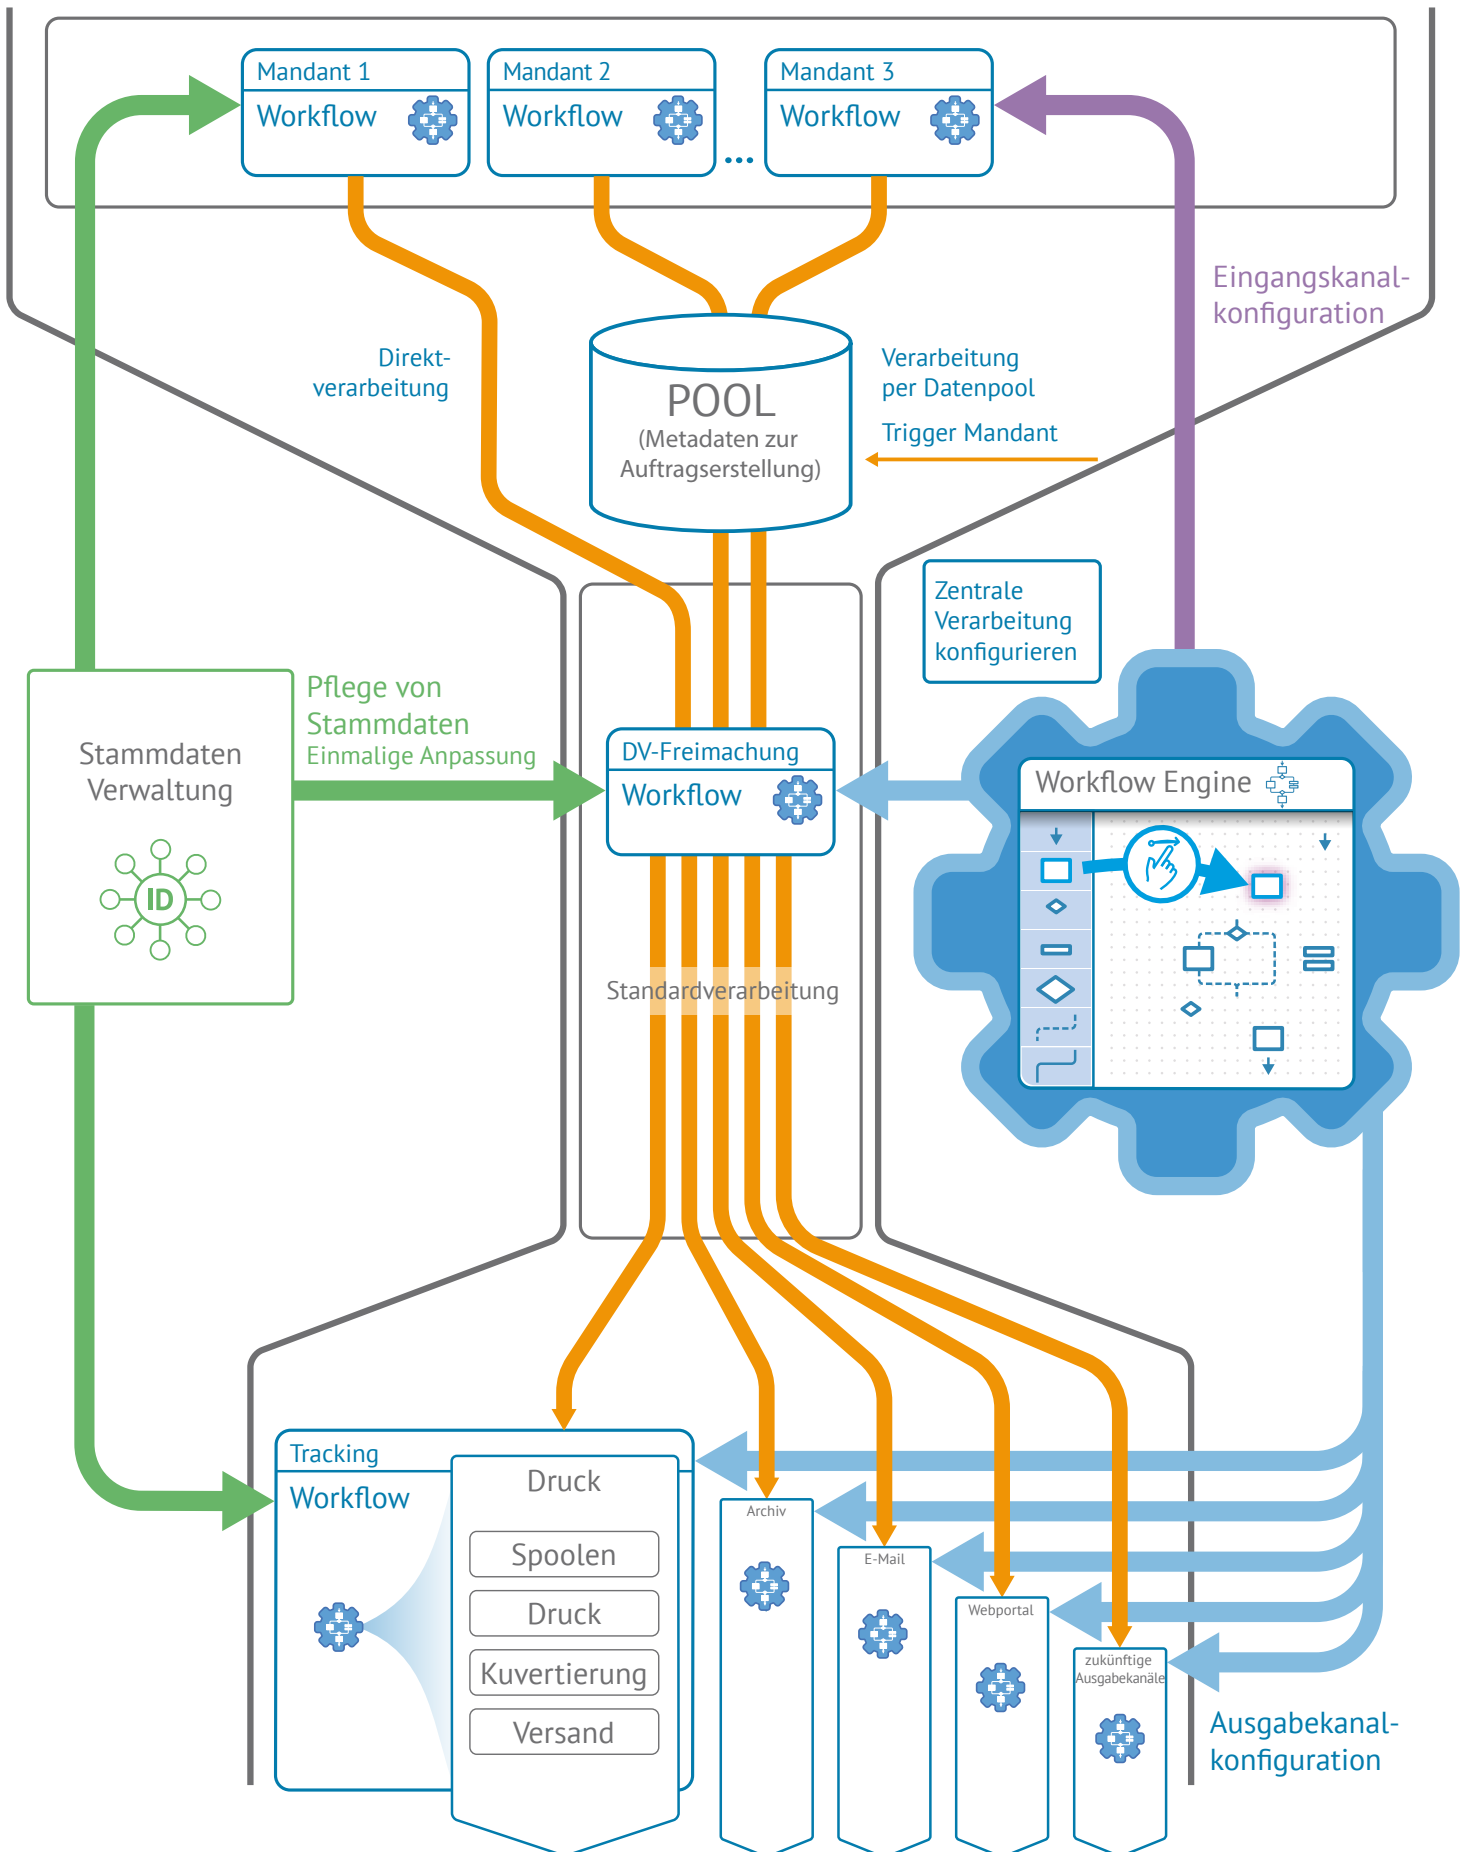 Mandant 1
Workflow
Mandant 2
Workflow
...
Mandant 3
Workflow
Eingangskanal-
konfiguration
Direkt-
verarbeitung
POOL
(Metadaten zur
Auftragserstellung)
Verarbeitung
per Datenpool
Trigger Mandant
Zentrale
Verarbeitung
konfigurieren
Stammdaten
Verwaltung
ID
Pflege von
Stammdaten
Einmalige Anpassung
DV-Freimachung
Workflow
Workflow Engine
Standardverarbeitung
Tracking
Workflow
Druck
Spoolen
Druck
Kuvertierung
Versand
Archiv
E-Mail
Webportal
zukünftige
Ausgabekanäle
Ausgabekanal-
konfiguration